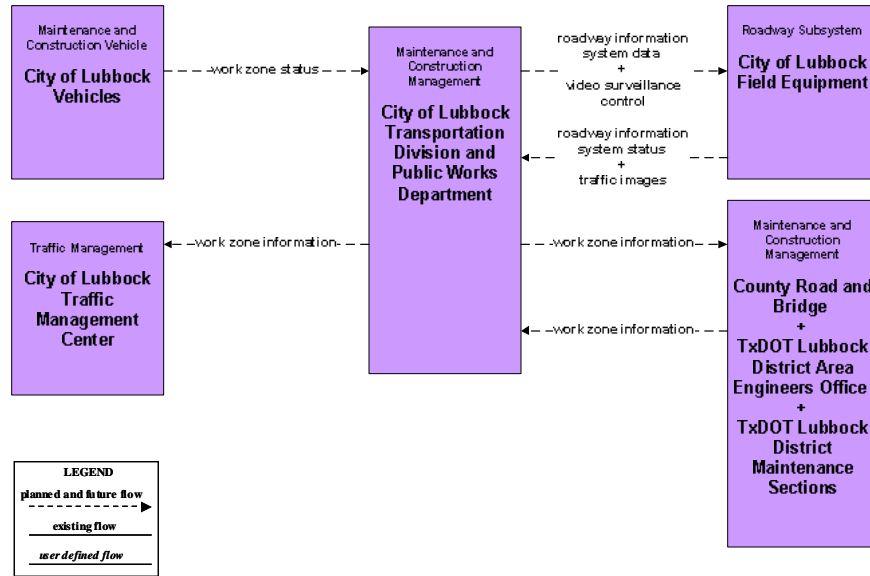 Maintenance and
Construction Vehicle
City of Lubbock
Vehicles
work zone status
Maintenance and
Construction
Management
City of Lubbock
Transportation
Division and
Public Works
Department
roadway information
system data
+
video surveillance
control
roadway information
system status
+
traffic images
Roadway Subsystem
City of Lubbock
Field Equipment
Traffic Management
City of Lubbock
Traffic
Management
Center
work zone information
work zone information
work zone information
Maintenance and
Construction
Management
County Road and
Bridge
+
TxDOT Lubbock
District Area
Engineers Office
+
TxDOT Lubbock
District
Maintenance
Sections
LEGEND
planned and future flow
existing flow
user defined flow